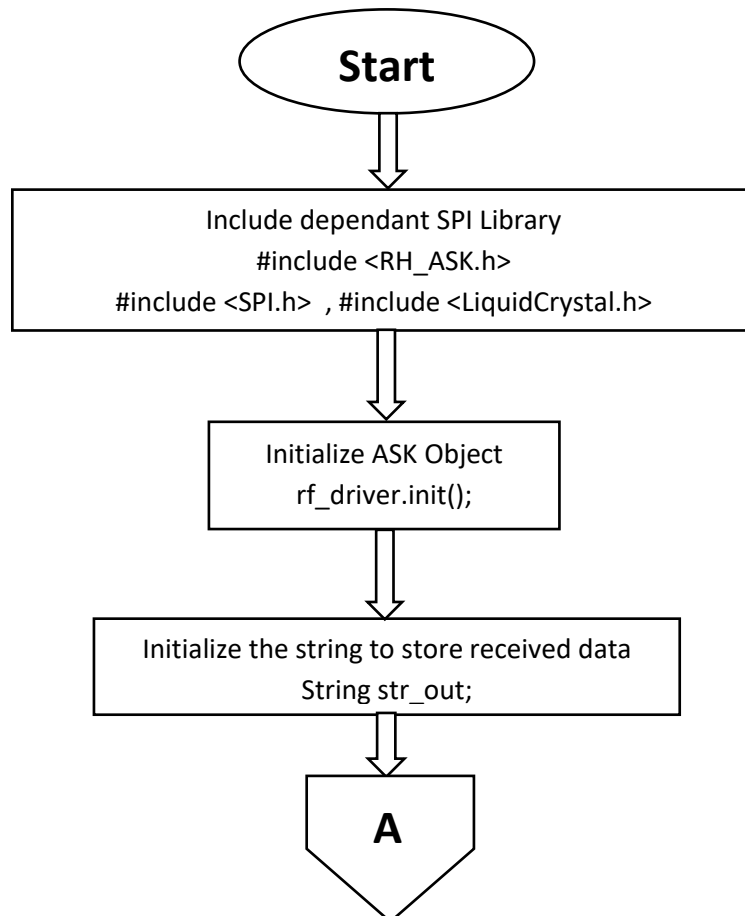 Start
Include dependant SPI Library
#include <RH_ASK.h>
#include <SPI.h>  , #include <LiquidCrystal.h>
Initialize ASK Object
rf_driver.init();
Initialize the string to store received data
String str_out;
A